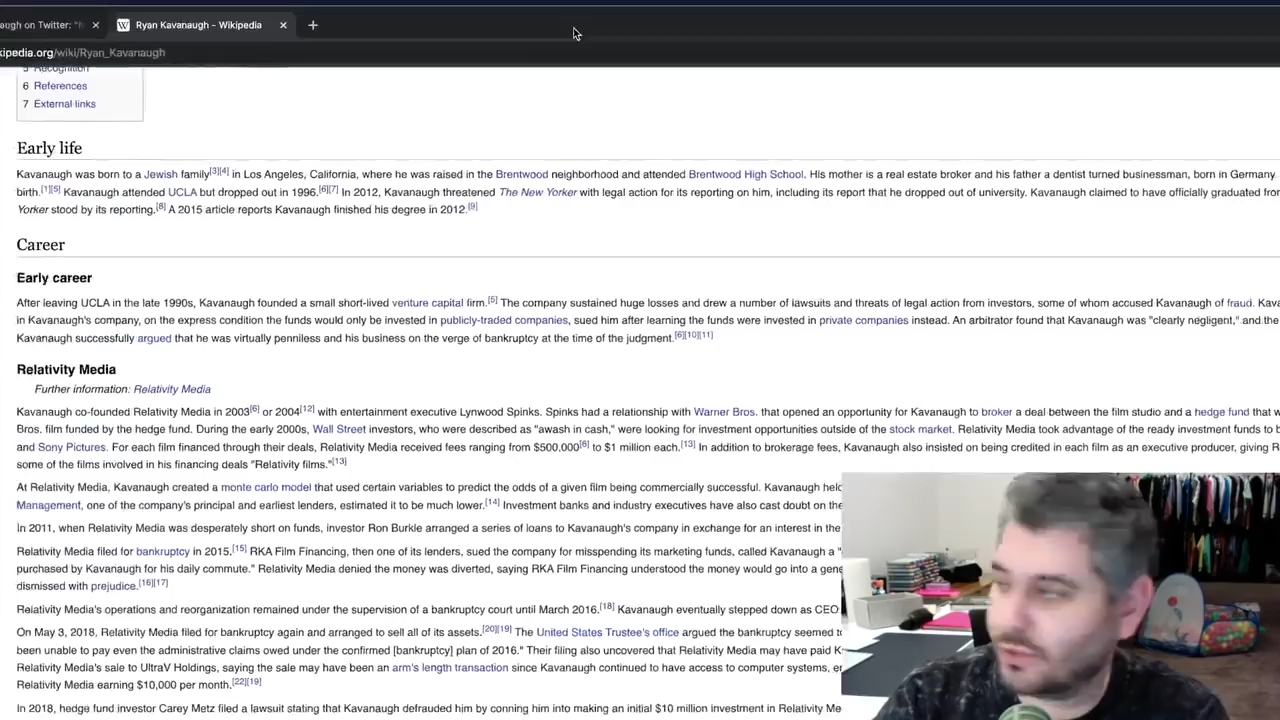 augh on Twitter: "
Ryan Kavanaugh - Wikipedia
kipedia.org/wiki/Ryan_Kavanaugh
5 Recognition
6 References
7 External links
Early life
Kavanaugh was born to a Jewish family[3][4] in Los Angeles, California, where he was raised in the Brentwood neighborhood and attended Brentwood High School. His mother is a real estate broker and his father a dentist turned businessman, born in Germany.
birth.[1][5] Kavanaugh attended UCLA but dropped out in 1996.[6][7] In 2012, Kavanaugh threatened The New Yorker with legal action for its reporting on him, including its report that he dropped out of university. Kavanaugh claimed to have officially graduated from
Yorker stood by its reporting.[8] A 2015 article reports Kavanaugh finished his degree in 2012.[9]
Career
Early career
After leaving UCLA in the late 1990s, Kavanaugh founded a small short-lived venture capital firm.[5] The company sustained huge losses and drew a number of lawsuits and threats of legal action from investors, some of whom accused Kavanaugh of fraud. Kava
in Kavanaugh's company, on the express condition the funds would only be invested in publicly-traded companies, sued him after learning the funds were invested in private companies instead. An arbitrator found that Kavanaugh was "clearly negligent," and the
Kavanaugh successfully argued that he was virtually penniless and his business on the verge of bankruptcy at the time of the judgment.[6][10][11]
Relativity Media
Further information: Relativity Media
Kavanaugh co-founded Relativity Media in 2003[6] or 2004[12] with entertainment executive Lynwood Spinks. Spinks had a relationship with Warner Bros. that opened an opportunity for Kavanaugh to broker a deal between the film studio and a hedge fund that w
Bros. film funded by the hedge fund. During the early 2000s, Wall Street investors, who were described as "awash in cash," were looking for investment opportunities outside of the stock market. Relativity Media took advantage of the ready investment funds to b
and Sony Pictures. For each film financed through their deals, Relativity Media received fees ranging from $500,000[6] to $1 million each.[13] In addition to brokerage fees, Kavanaugh also insisted on being credited in each film as an executive producer, giving R
some of the films involved in his financing deals "Relativity films."[13]
At Relativity Media, Kavanaugh created a monte carlo model that used certain variables to predict the odds of a given film being commercially successful. Kavanaugh held
Management, one of the company's principal and earliest lenders, estimated it to be much lower.[14] Investment banks and industry executives have also cast doubt on the
In 2011, when Relativity Media was desperately short on funds, investor Ron Burkle arranged a series of loans to Kavanaugh's company in exchange for an interest in the
Relativity Media filed for bankruptcy in 2015.[15] RKA Film Financing, then one of its lenders, sued the company for misspending its marketing funds, called Kavanaugh a "
purchased by Kavanaugh for his daily commute." Relativity Media denied the money was diverted, saying RKA Film Financing understood the money would go into a gene
dismissed with prejudice.[16][17]
Relativity Media's operations and reorganization remained under the supervision of a bankruptcy court until March 2016.[18] Kavanaugh eventually stepped down as CEO
On May 3, 2018, Relativity Media filed for bankruptcy again and arranged to sell all of its assets.[20][19] The United States Trustee's office argued the bankruptcy seemed to
been unable to pay even the administrative claims owed under the confirmed [bankruptcy] plan of 2016." Their filing also uncovered that Relativity Media may have paid K
Relativity Media's sale to UltraV Holdings, saying the sale may have been an arm's length transaction since Kavanaugh continued to have access to computer systems, e
Relativity Media earning $10,000 per month.[22][19]
In 2018, hedge fund investor Carey Metz filed a lawsuit stating that Kavanaugh defrauded him by conning him into making an initial $10 million investment in Relativity Me